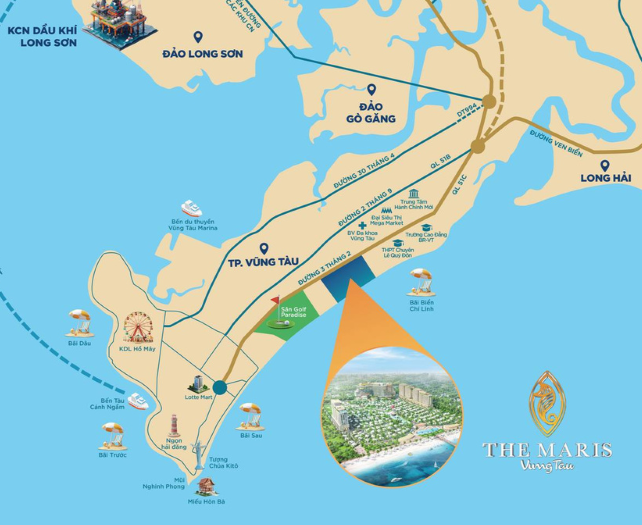 KCN DẦU KHÍ
LONG SƠN
TUYẾN ĐƯỜNG
CÁC KHU CN
ĐẢO LONG SƠN
ĐẢO
GÒ GĂNG
DT994
ĐƯỜNG VEN BIỂN
LONG HẢI
ĐƯỜNG 30 THÁNG 4
QL 51B
QL 51C
ĐƯỜNG 2 THÁNG 9
Trung Tâm
Hành Chính Mới
Đại Siêu Thị
Mega Market
BV Đa khoa
Vũng Tàu
Trường Cao Đẳng
BR-VT
THPT Chuyên
Lê Quý Đôn
Bến du thuyền
Vũng Tàu Marina
TP. VŨNG TÀU
ĐƯỜNG 3 THÁNG 2
Bãi Biển
Chí Linh
Sân Golf
Paradise
Bãi Dâu
KDL Hồ Mây
Lotte Mart
Bến Tàu
Cánh Ngầm
Bãi Sau
Bãi Trước
Ngọn
hải đăng
Tượng
Chúa Kitô
Mũi
Nghinh Phong
Miếu Hòn Bà
THE MARIS
Vũng Tàu